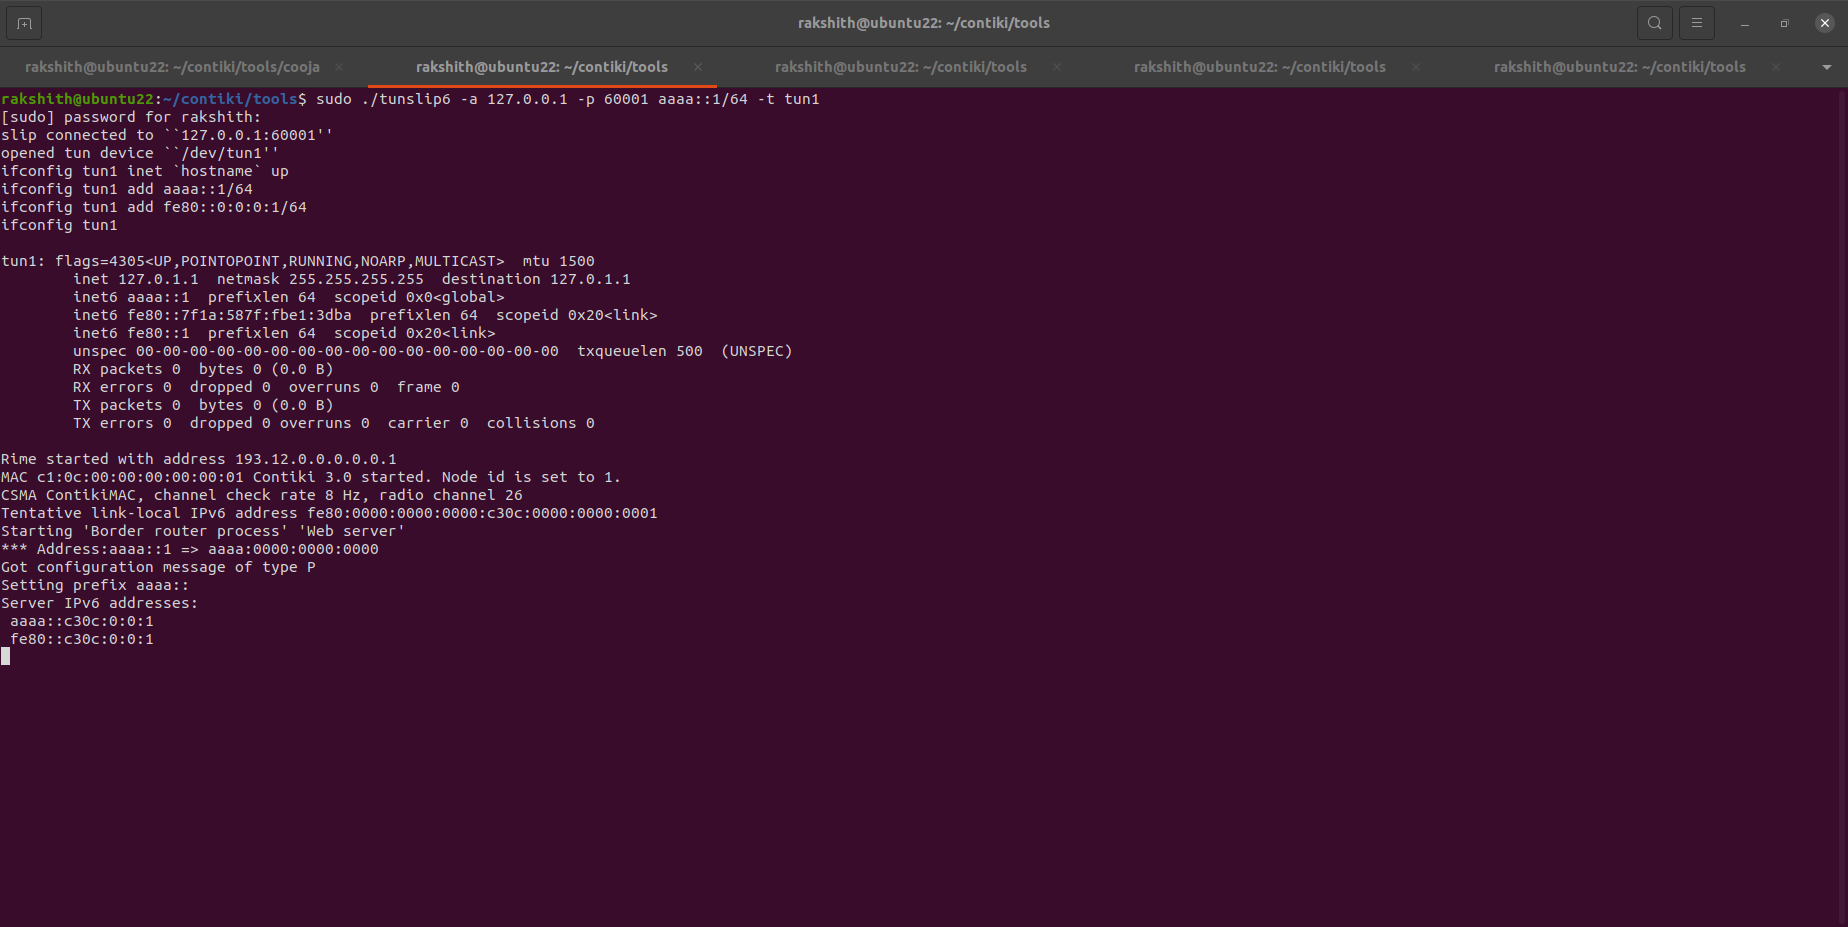 rakshith@ubuntu22: ~/contiki/tools
rakshith@ubuntu22: ~/contiki/tools/cooja
rakshith@ubuntu22: ~/contiki/tools
rakshith@ubuntu22: ~/contiki/tools
rakshith@ubuntu22: ~/contiki/tools
rakshith@ubuntu22: ~/contiki/tools
rakshith@ubuntu22:~/contiki/tools$ sudo ./tunslip6 -a 127.0.0.1 -p 60001 aaaa::1/64 -t tun1
[sudo] password for rakshith:
slip connected to ``127.0.0.1:60001''
opened tun device ``/dev/tun1''
ifconfig tun1 inet `hostname` up
ifconfig tun1 add aaaa::1/64
ifconfig tun1 add fe80::0:0:0:1/64
ifconfig tun1
tun1: flags=4305<UP,POINTOPOINT,RUNNING,NOARP,MULTICAST>  mtu 1500
inet 127.0.1.1  netmask 255.255.255.255  destination 127.0.1.1
inet6 aaaa::1  prefixlen 64  scopeid 0x0<global>
inet6 fe80::7f1a:587f:fbe1:3dba  prefixlen 64  scopeid 0x20<link>
inet6 fe80::1  prefixlen 64  scopeid 0x20<link>
unspec 00-00-00-00-00-00-00-00-00-00-00-00-00-00-00-00  txqueuelen 500  (UNSPEC)
RX packets 0  bytes 0 (0.0 B)
RX errors 0  dropped 0  overruns 0  frame 0
TX packets 0  bytes 0 (0.0 B)
TX errors 0  dropped 0 overruns 0  carrier 0  collisions 0
Rime started with address 193.12.0.0.0.0.0.1
MAC c1:0c:00:00:00:00:00:01 Contiki 3.0 started. Node id is set to 1.
CSMA ContikiMAC, channel check rate 8 Hz, radio channel 26
Tentative link-local IPv6 address fe80:0000:0000:0000:c30c:0000:0000:0001
Starting 'Border router process' 'Web server'
*** Address:aaaa::1 => aaaa:0000:0000:0000
Got configuration message of type P
Setting prefix aaaa::
Server IPv6 addresses:
aaaa::c30c:0:0:1
fe80::c30c:0:0:1